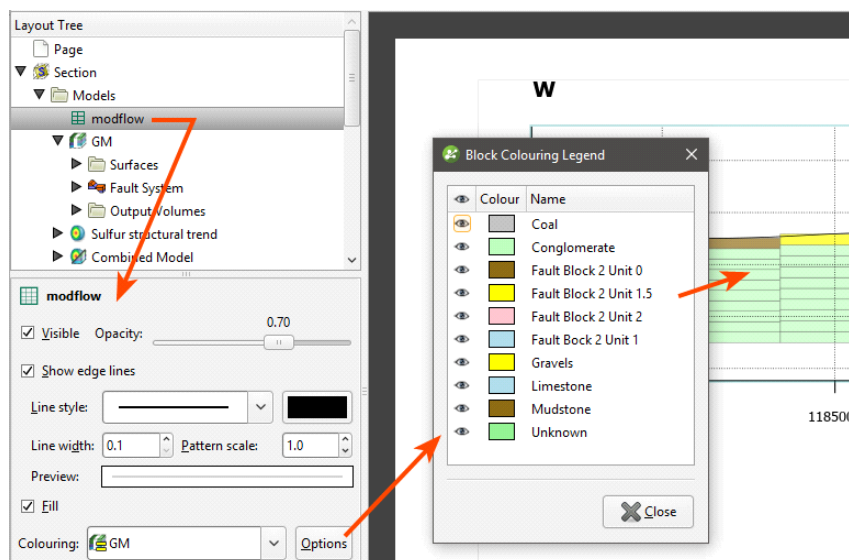 Layout Tree
Page
Section
Models
modflow
GM
Surfaces
Fault System
Output Volumes
Sulfur structural trend
Combined Model
modflow
Visible Opacity: 0.70
Show edge lines
Line style:
Line width: 0.1 Pattern scale: 1.0
Preview:
Fill
Colouring: GM Options
W
Block Colouring Legend
Colour Name
Coal
Conglomerate
Fault Block 2 Unit 0
Fault Block 2 Unit 1.5
Fault Block 2 Unit 2
Fault Bock 2 Unit 1
Gravels
Limestone
Mudstone
Unknown
Close